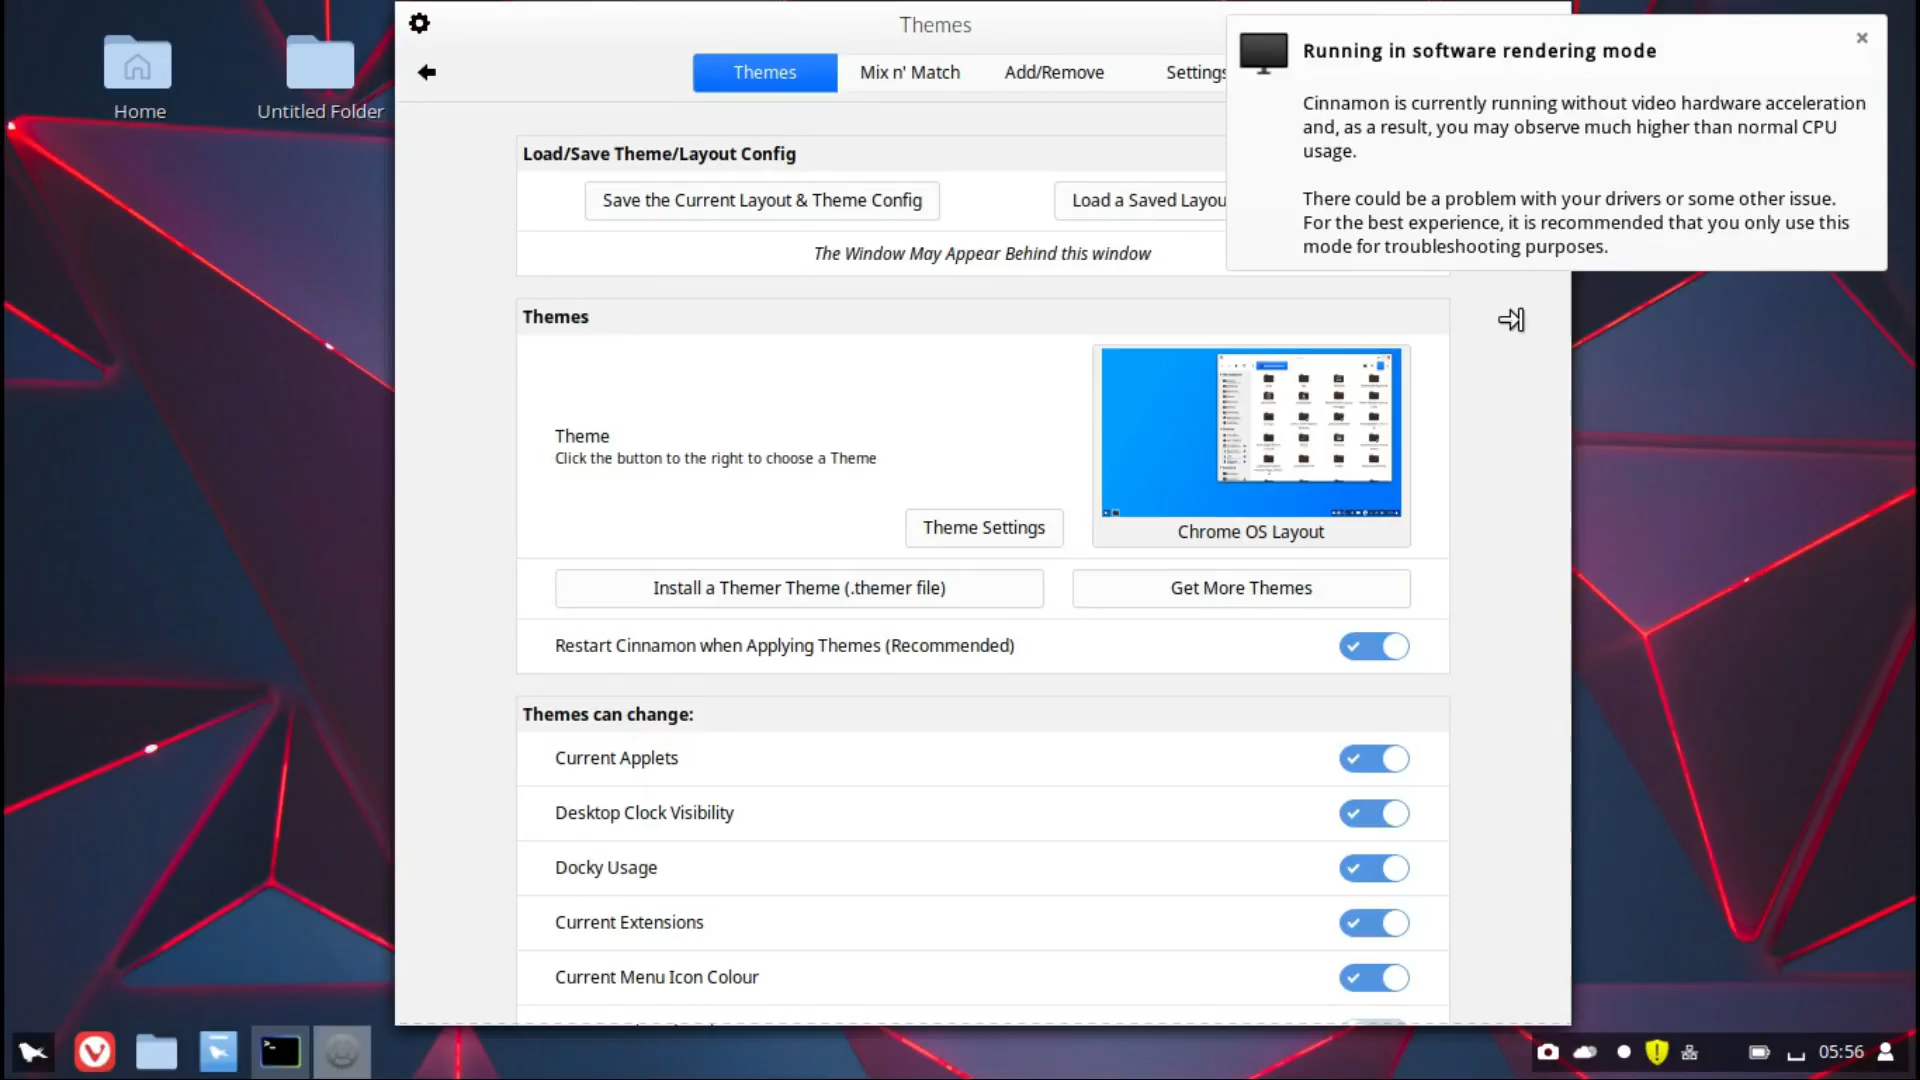 Home
Untitled Folder
Themes
Themes
Mix n' Match
Add/Remove
Settings
Running in software rendering mode
Cinnamon is currently running without video hardware acceleration
and, as a result, you may observe much higher than normal CPU
usage.
There could be a problem with your drivers or some other issue.
For the best experience, it is recommended that you only use this
mode for troubleshooting purposes.
Load/Save Theme/Layout Config
Save the Current Layout & Theme Config
Load a Saved Layou
The Window May Appear Behind this window
Themes
Theme
Click the button to the right to choose a Theme
Theme Settings
Chrome OS Layout
Install a Themer Theme (.themer file)
Get More Themes
Restart Cinnamon when Applying Themes (Recommended)
Themes can change:
Current Applets
Desktop Clock Visibility
Docky Usage
Current Extensions
Current Menu Icon Colour
05:56